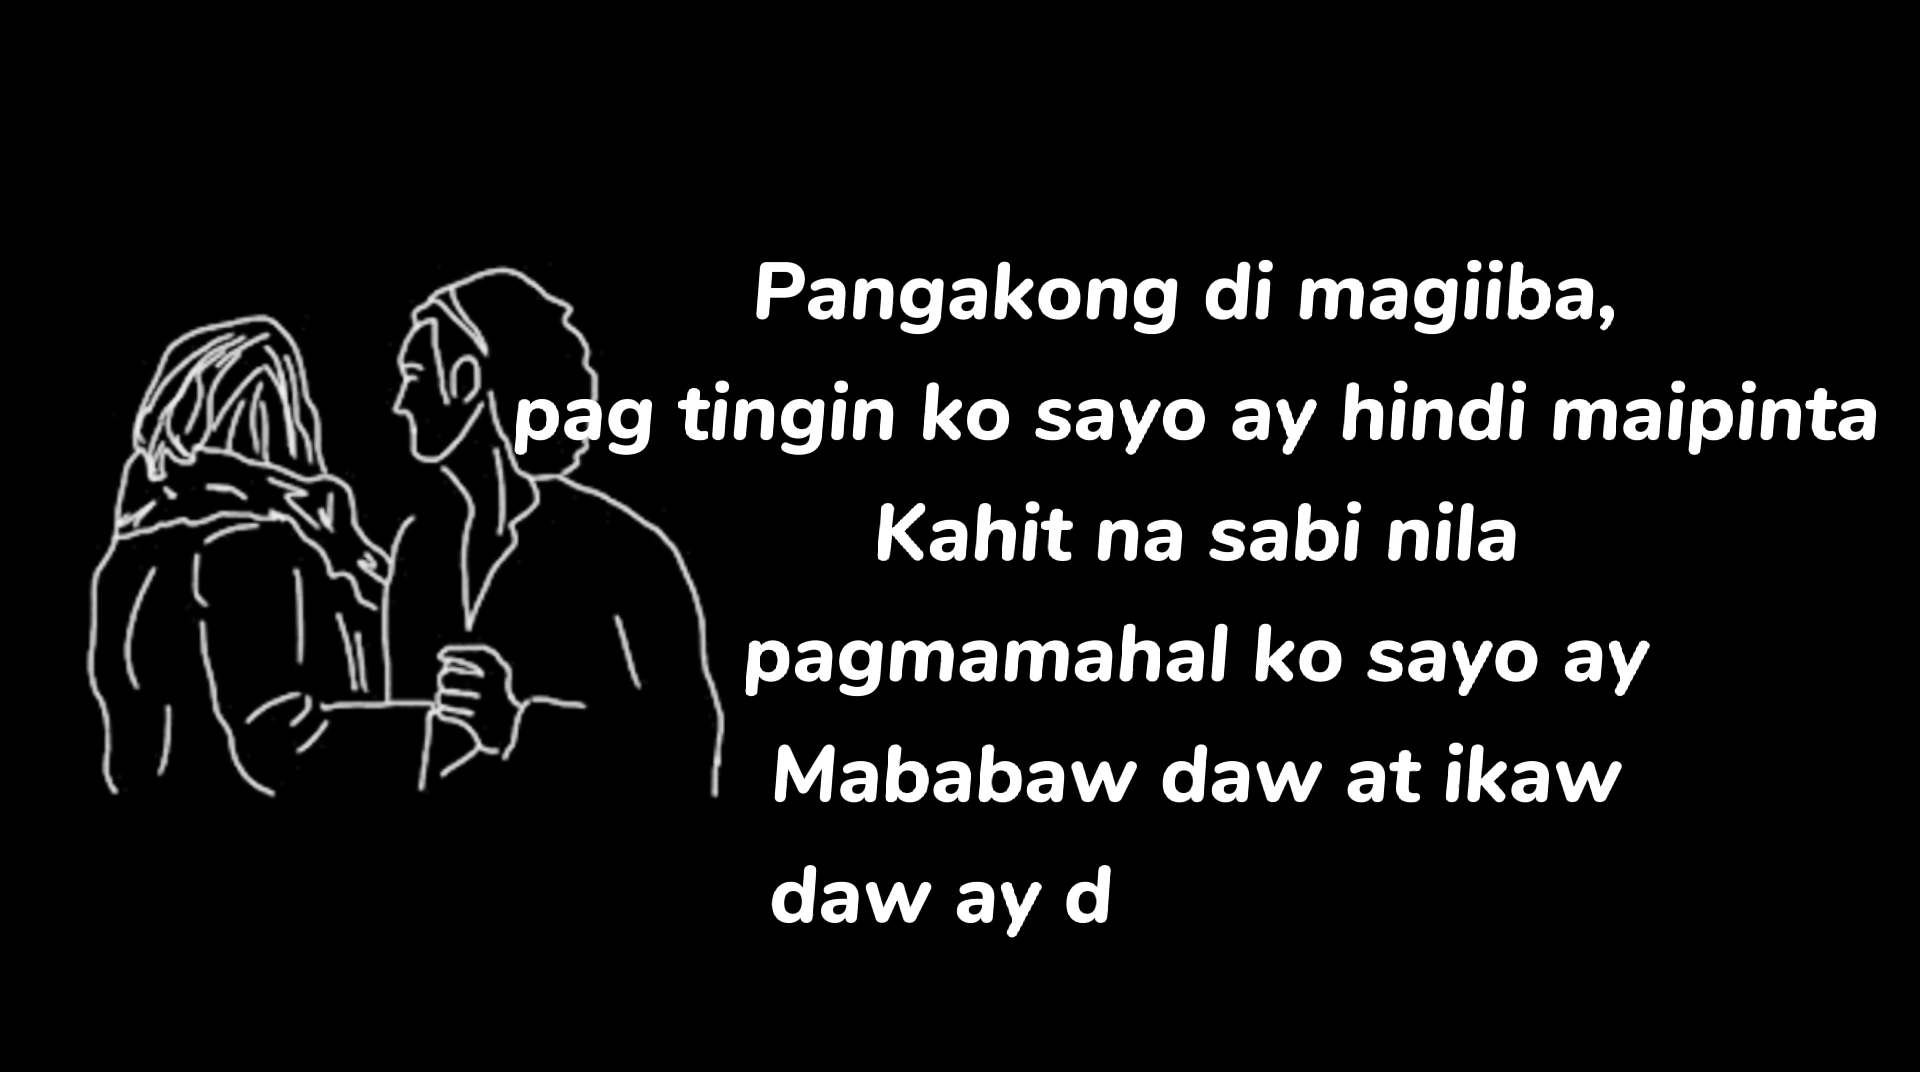 Pangakong di magiiba,
pag tingin ko sayo ay hindi maipinta
Kahit na sabi nila
pagmamahal ko sayo ay
Mababaw daw at ikaw
daw ay d